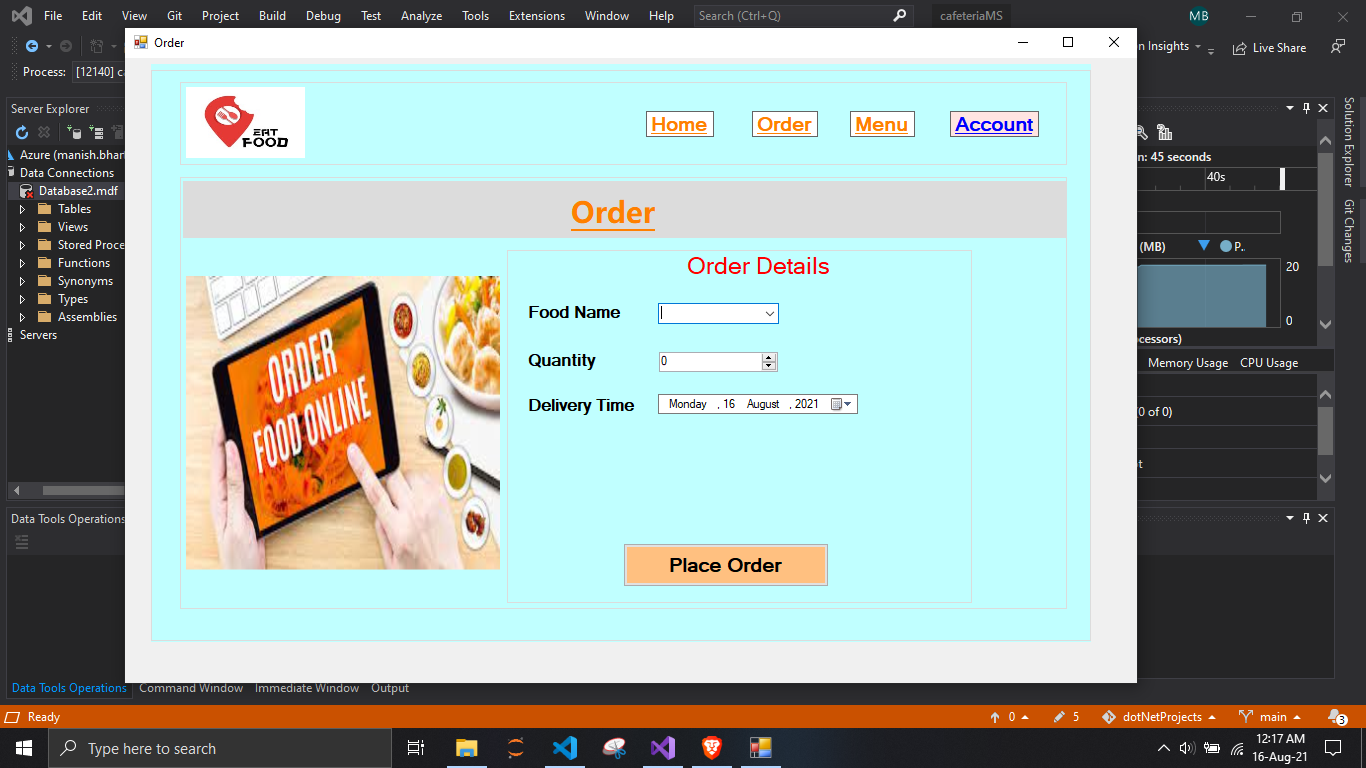 File Edit View Git Project Build Debug Test Analyze Tools Extensions Window Help Search (Ctrl+Q) cafeteriaMS MB
Order
Insights Live Share
Process: [12140]
Server Explorer
Azure (manish.bhart
Data Connections
Database2.mdf
Tables
Views
Stored Proce
Functions
Synonyms
Types
Assemblies
Servers
Data Tools Operations
EAT
FOOD
Home Order Menu Account
Order
ORDER
FOOD ONLINE
Order Details
Food Name
Quantity 0
Delivery Time Monday , 16 August , 2021
Place Order
Solution Explorer
Git Changes
n: 45 seconds
40s
(MB) P..
20
0
ocessors)
Memory Usage CPU Usage
(0 of 0)
Data Tools Operations Command Window Immediate Window Output
Ready 0 5 dotNetProjects main 3
Type here to search
12:17 AM
16-Aug-21